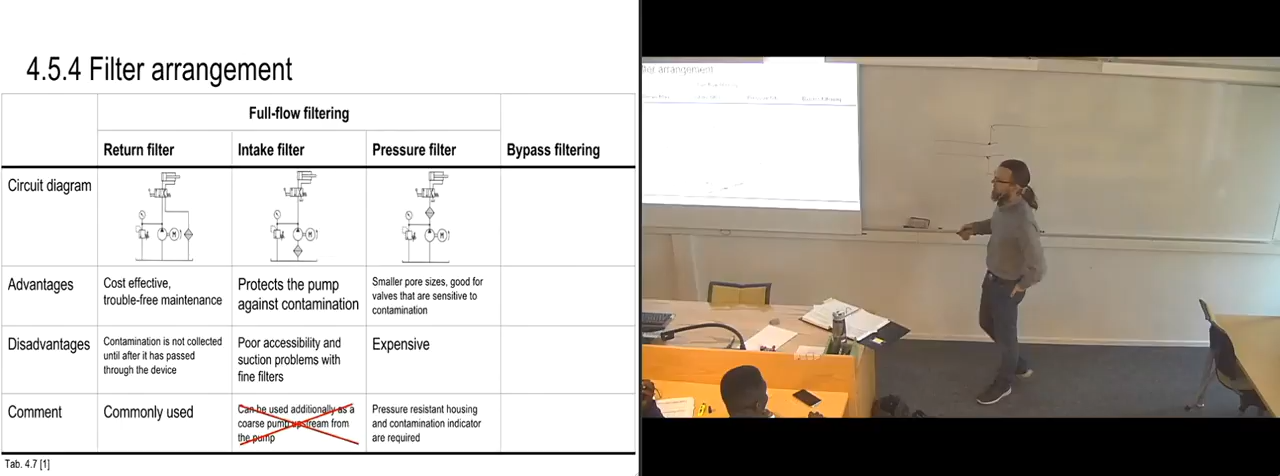 4.5.4 Filter arrangement
Full-flow filtering
Return filter
Intake filter
Pressure filter
Bypass filtering
Circuit diagram
M
M
M
Advantages
Cost effective,
trouble-free maintenance
Protects the pump
against contamination
Smaller pore sizes, good for
valves that are sensitive to
contamination
Disadvantages
Contamination is not collected
until after it has passed
through the device
Poor accessibility and
suction problems with
fine filters
Expensive
Comment
Commonly used
Can be used additionally as a
coarse pump upstream from
the pump
Pressure resistant housing
and contamination indicator
are required
Tab. 4.7 [1]
arrangement